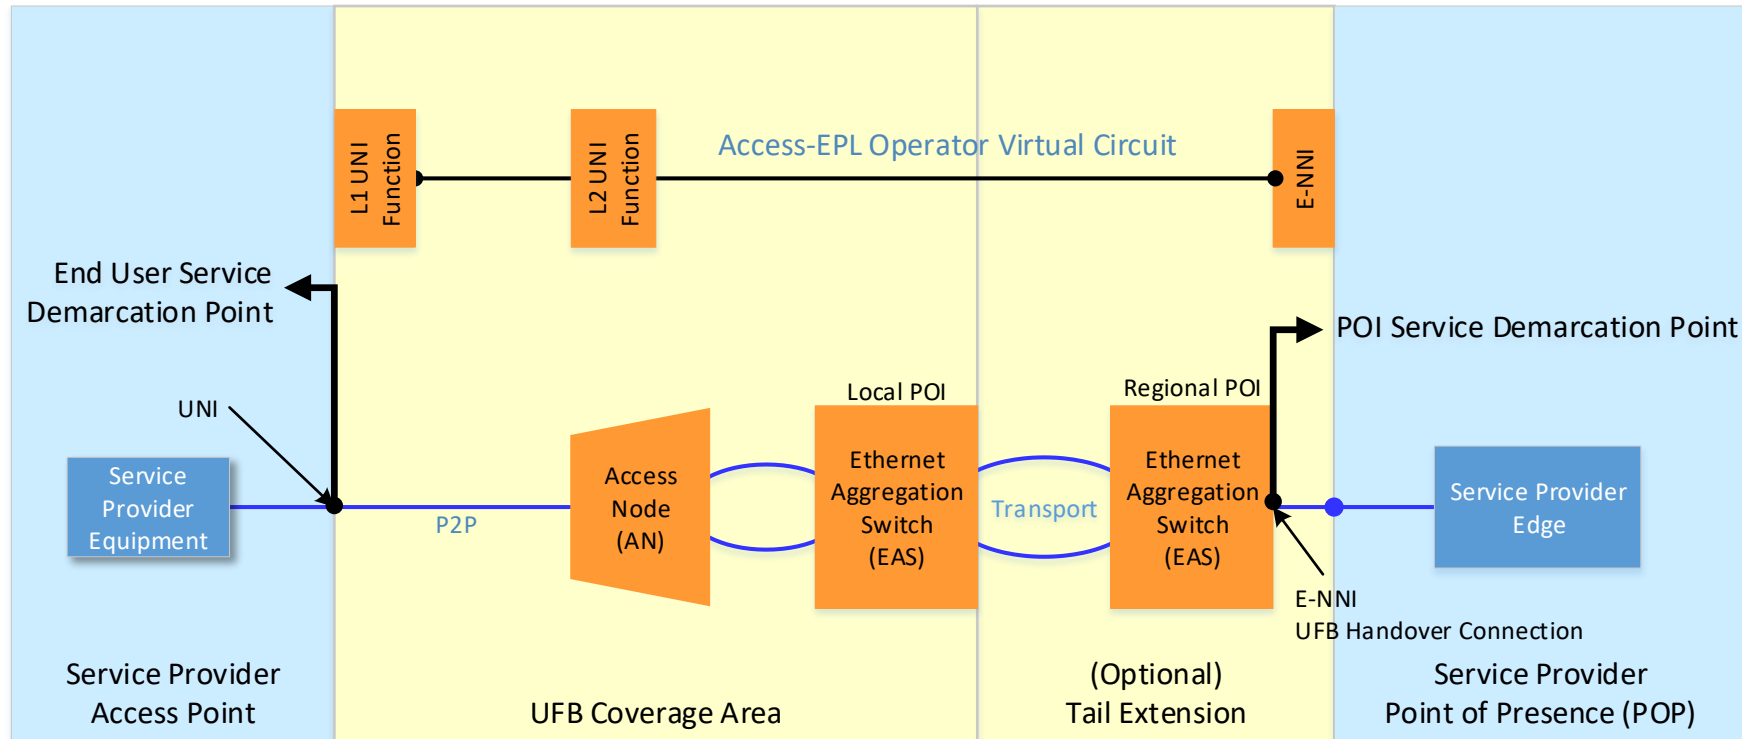 L1 UNI
Function
L2 UNI
Function
Access-EPL Operator Virtual Circuit
E-NNI
End User Service
Demarcation Point
POI Service Demarcation Point
UNI
Local POI
Regional POI
Service
Provider
Equipment
P2P
Access
Node
(AN)
Ethernet
Aggregation
Switch
(EAS)
Transport
Ethernet
Aggregation
Switch
(EAS)
Service Provider
Edge
E-NNI
UFB Handover Connection
Service Provider
Access Point
UFB Coverage Area
(Optional)
Tail Extension
Service Provider
Point of Presence (POP)